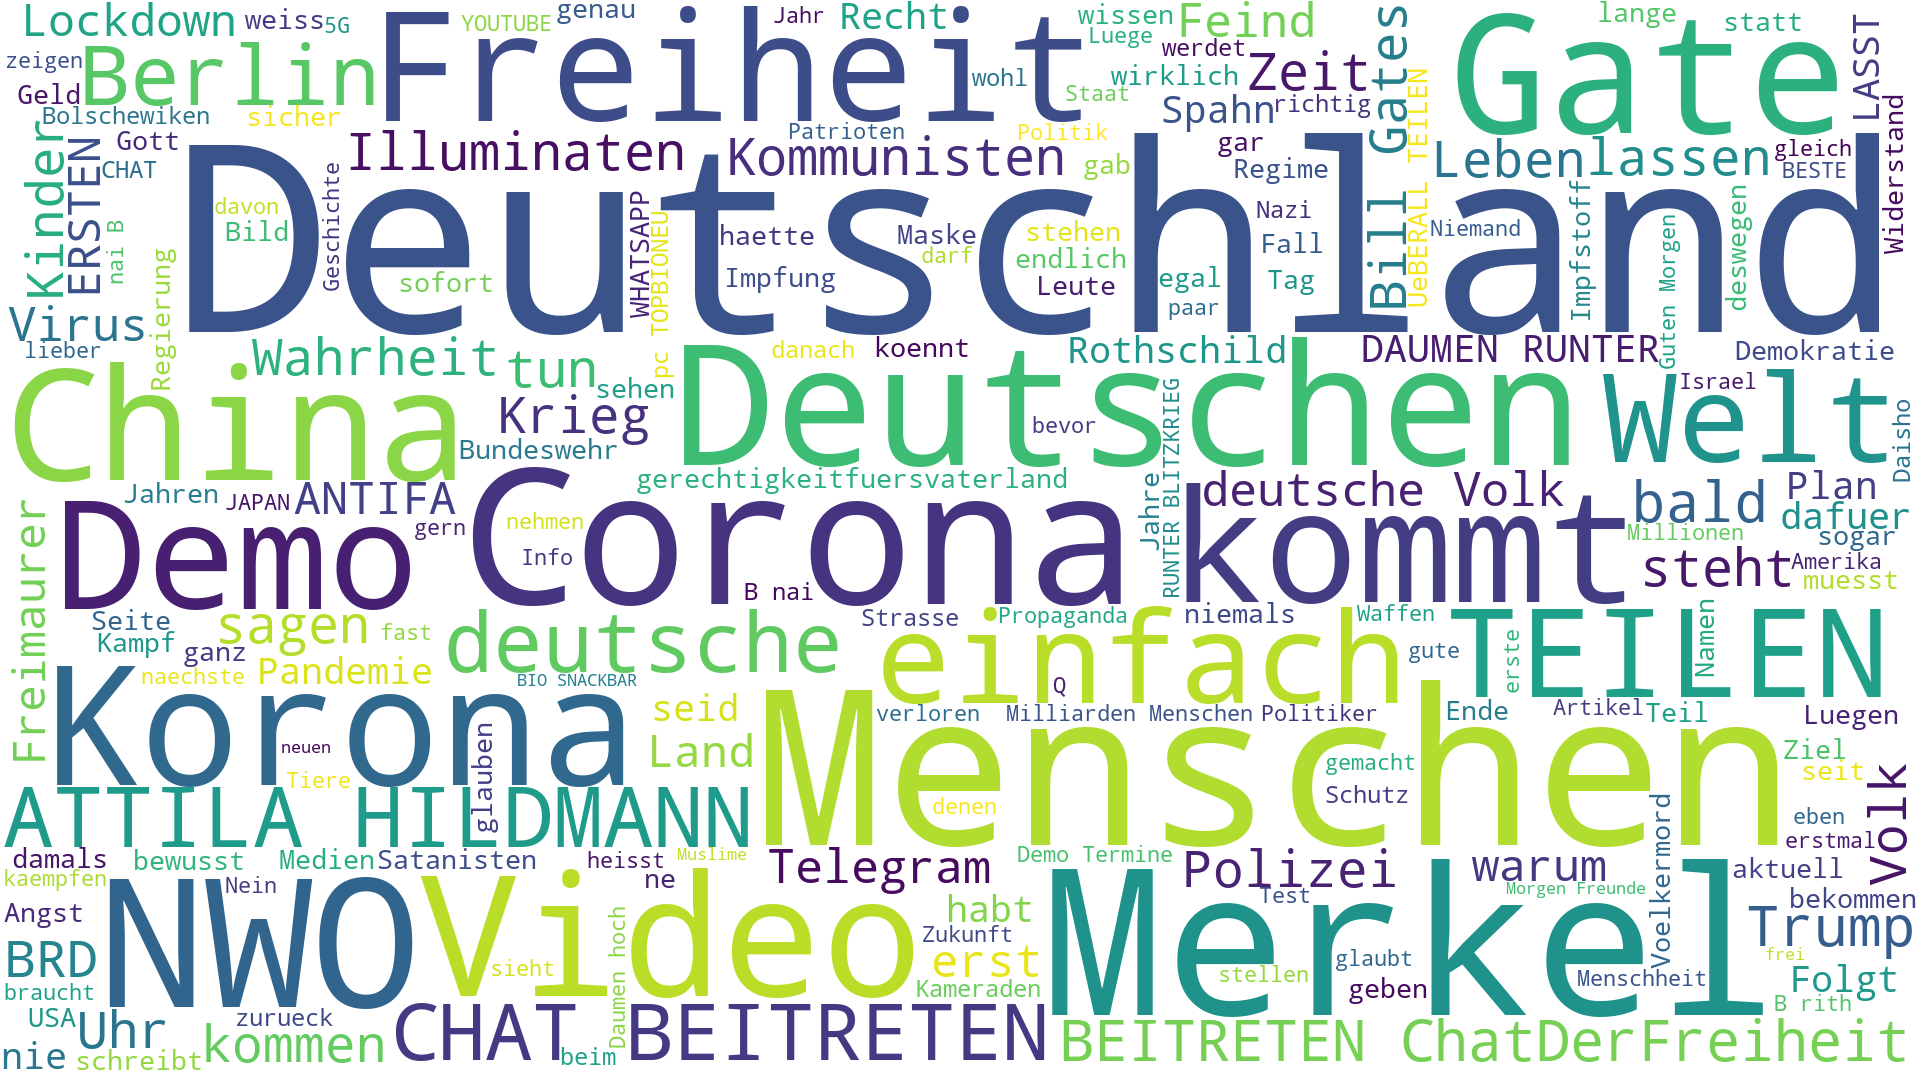 Lockdown
weiss
5G
YOUTUBE
genau
Jahr
Recht
wissen
Luege
Feind
lange
statt
zeigen
Berlin
Freiheit
wohl
werdet
wirklich
Zeit
Bill Gates
Gate
LASST
Geld
Bolschewiken
sicher
Staat
Spahn
richtig
UeBERALL TEILEN
Widerstand
Kinder
ERSTEN
Gott
CHAT
Illuminaten
Patrioten
Kommunisten
Politik
gab
gar
Regime
Leben
lassen
gleich
BESTE
nai B
davon
Bild
Deutschland
Geschichte
sofort
WHATSAPP
pc TOPBIONEU
haette
Impfung
Maske
darf
stehen
endlich
Leute
egal
paar
Nazi
Fall
Tag
Niemand
Impfstoff
Guten Morgen
deswegen
Virus
lieber
Regierung
Wahrheit
tun
sehen
danach
koennt
Rothschild
DAUMEN RUNTER
Demokratie
China
Krieg
Bundeswehr
Deutschen
bevor
RUNTER BLITZKRIEG
Welt
Israel
Daisho
Jahren
JAPAN
ANTIFA
gern
gerechtigkeitfuersvaterland
Jahre
deutsche Volk
bald
Plan
dafuer
sogar
Freimaurer
Demo
nehmen
Info
Corona
kommt
Millionen
steht
Amerika
muesst
B nai
Seite
Kampf
sagen
fast
ganz
naechste
Pandemie
deutsche
BIO SNACKBAR
Strasse
einfach
Propaganda
niemals
Waffen
gute
TEILEN
erste
Namen
Q
Korona
neuen
Tiere
glauben
seid
Land
verloren
Milliarden Menschen
Politiker
Ende
Artikel
Teil
Luegen
Menschen
denen
gemacht
Schutz
Ziel
seit
Volk
ATTILA HILDMANN
eben
erstmal
Voelkermord
damals
bewusst
Medien
Satanisten
heisst
Muslime
ne
Telegram
Demo Termine
Polizei
warum
aktuell
kaempfen
Nein
Angst
NWO
Video
sieht
Daumen hoch
habt
Zukunft
erst
Kameraden
Merkel
Test
Morgen Freunde
stellen
glaubt
geben
Menschheit
bekommen
Trump
frei
Folgt
B rith
BRD
braucht
USA
Uhr
zurueck
nie
schreibt
kommen
CHAT BEITRETEN
beim
BEITRETEN ChatDerFreiheit